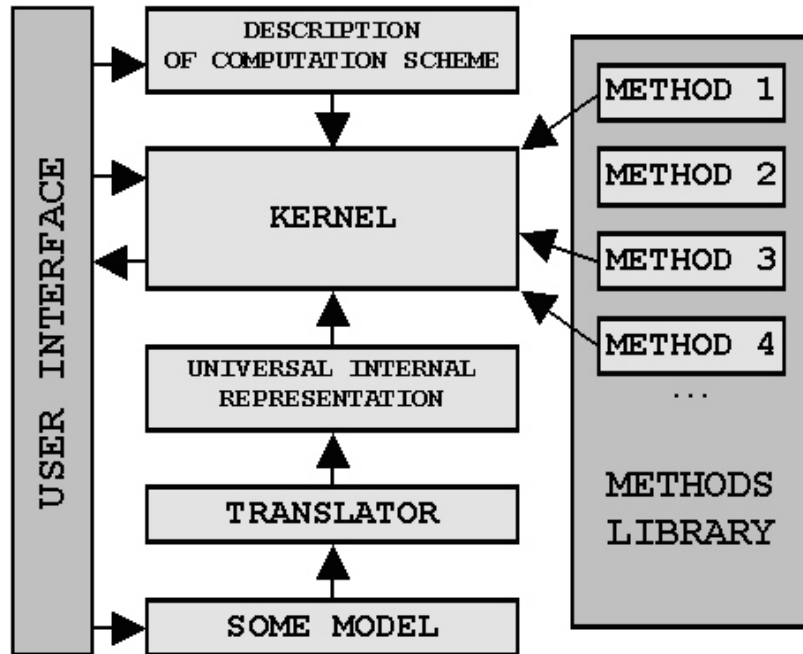 USER INTERFACE
DESCRIPTION
OF COMPUTATION SCHEME
KERNEL
UNIVERSAL INTERNAL
REPRESENTATION
TRANSLATOR
SOME MODEL
METHOD 1
METHOD 2
METHOD 3
METHOD 4
...
METHODS
LIBRARY